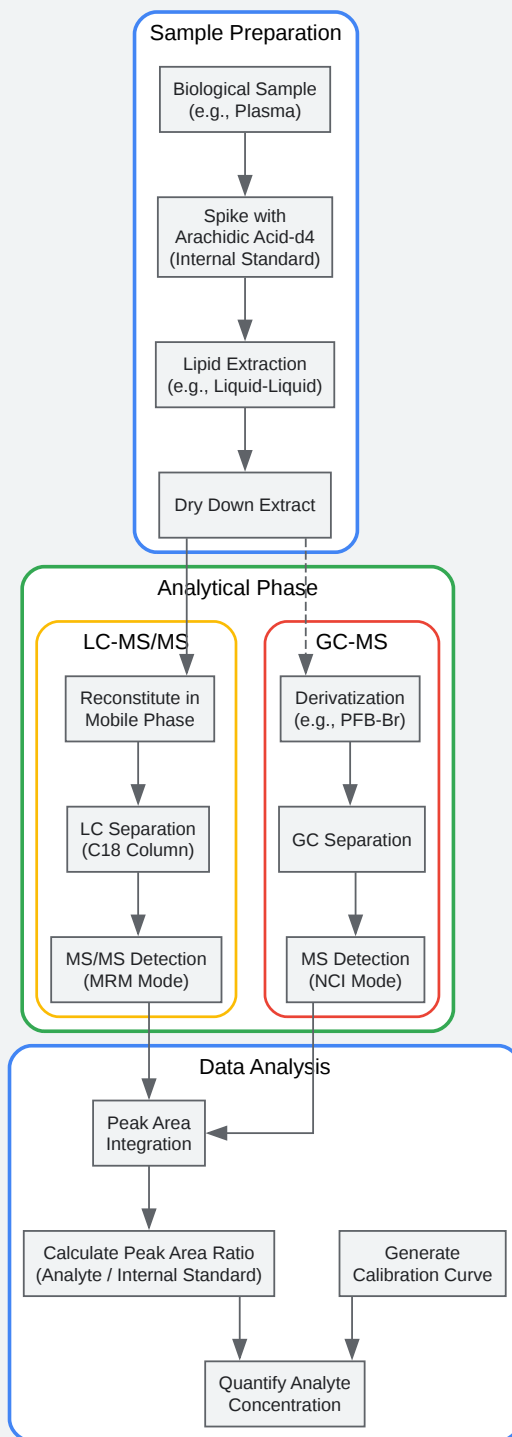 Sample Preparation
Biological Sample
(e.g., Plasma)
Spike with
Arachidic Acid-d4
(Internal Standard)
Lipid Extraction
(e.g., Liquid-Liquid)
Dry Down Extract
Analytical Phase
LC-MS/MS
Reconstitute in
Mobile Phase
LC Separation
(C18 Column)
MS/MS Detection
(MRM Mode)
GC-MS
Derivatization
(e.g., PFB-Br)
GC Separation
MS Detection
(NCI Mode)
Data Analysis
Peak Area
Integration
Calculate Peak Area Ratio
(Analyte / Internal Standard)
Generate
Calibration Curve
Quantify Analyte
Concentration